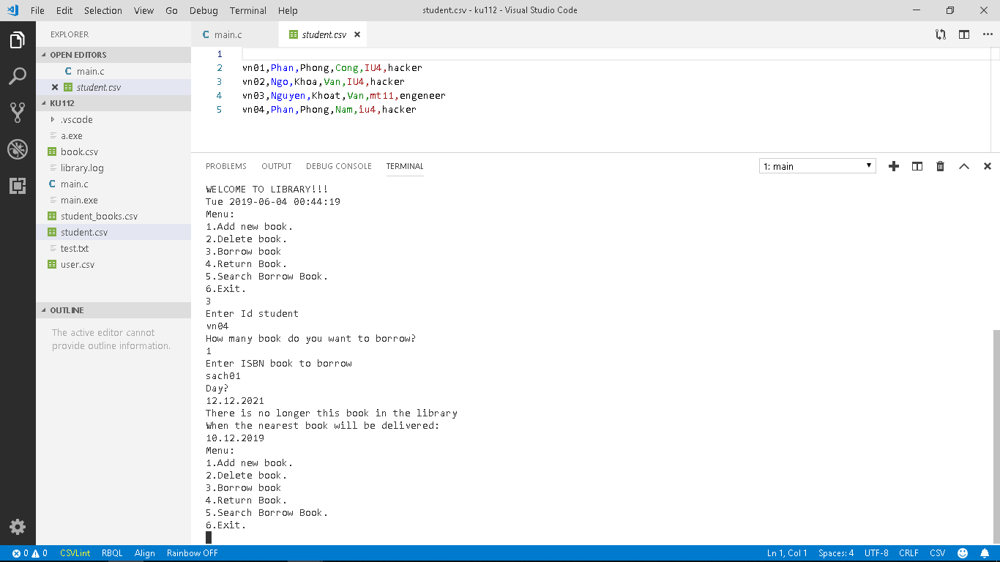 File Edit Selection View Go Debug Terminal Help
student.csv - ku112 - Visual Studio Code
EXPLORER
OPEN EDITORS
main.c
student.csv
KU112
.vscode
a.exe
book.csv
library.log
main.c
main.exe
student_books.csv
student.csv
test.txt
user.csv
OUTLINE
The active editor cannot
provide outline information.
main.c
student.csv
1
2 vn01,Phan,Phong,Cong,IU4,hacker
3 vn02,Ngo,Khoa,Van,IU4,hacker
4 vn03,Nguyen,Khoat,Van,mt11,engeneer
5 vn04,Phan,Phong,Nam,iu4,hacker
PROBLEMS OUTPUT DEBUG CONSOLE TERMINAL
1: main
WELCOME TO LIBRARY!!!
Tue 2019-06-04 00:44:19
Menu:
1.Add new book.
2.Delete book.
3.Borrow book
4.Return Book.
5.Search Borrow Book.
6.Exit.
3
Enter Id student
vn04
How many book do you want to borrow?
1
Enter ISBN book to borrow
sach01
Day?
12.12.2021
There is no longer this book in the library
When the nearest book will be delivered:
10.12.2019
Menu:
1.Add new book.
2.Delete book.
3.Borrow book
4.Return Book.
5.Search Borrow Book.
6.Exit.
0 0 CSVLint RBQL Align Rainbow OFF
Ln 1, Col 1 Spaces: 4 UTF-8 CRLF CSV